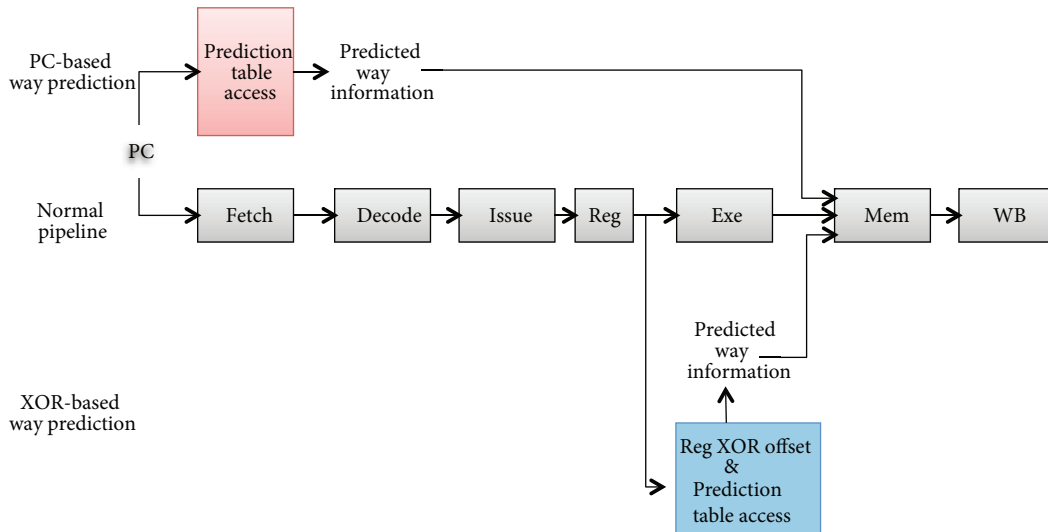 PC-based
way prediction
Prediction
table
access
Predicted
way
information
PC
Normal
pipeline
Fetch
Decode
Issue
Reg
Exe
Mem
WB
Predicted
way
information
XOR-based
way prediction
Reg XOR offset
&
Prediction
table access